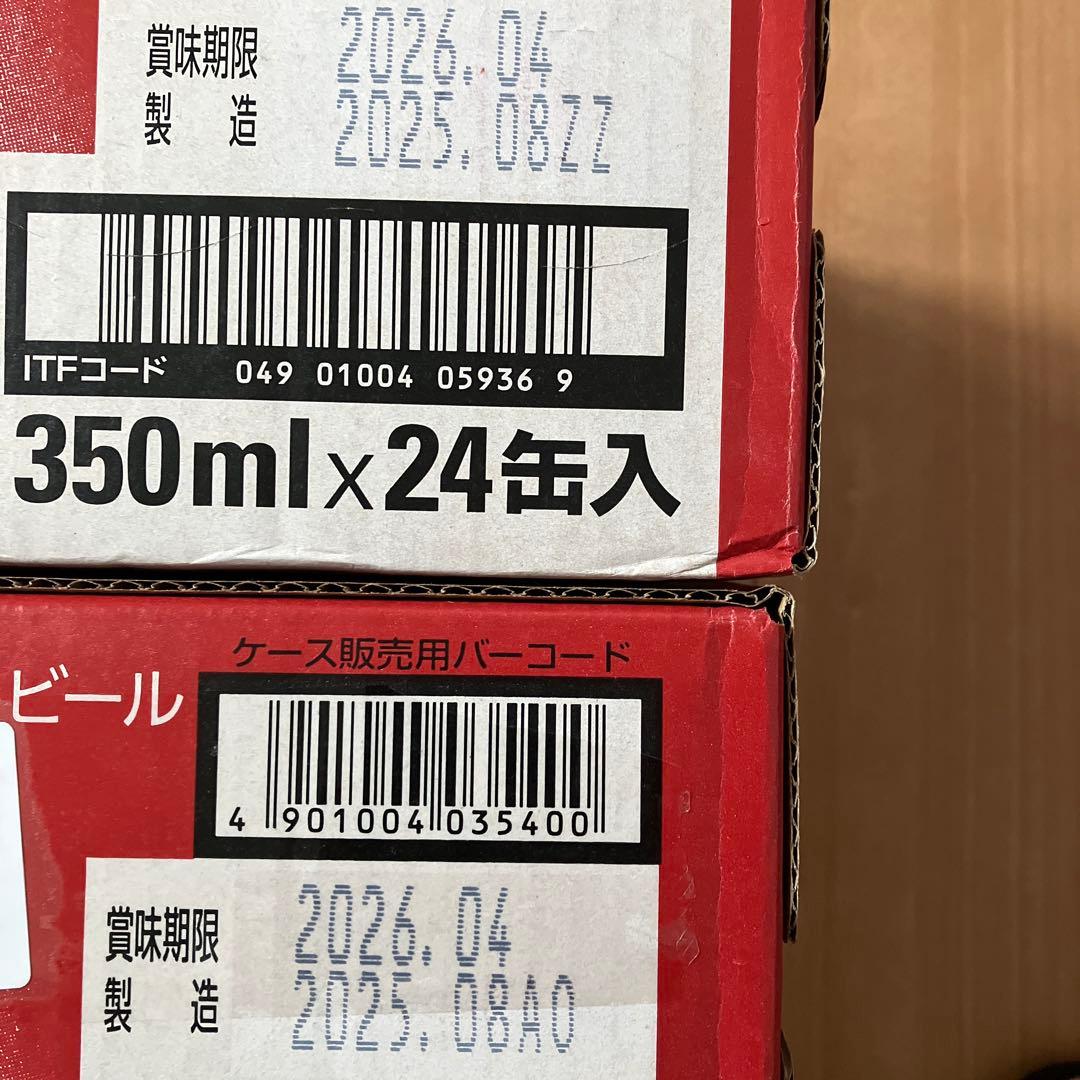 賞味期限 2026.04
製造 2025.08ZZ
ITFコード 049 01004 05936 9
350ml×24缶入
ケース販売用バーコード
ビール
4 901004 035400
賞味期限 2026.04
製造 2025.08A0